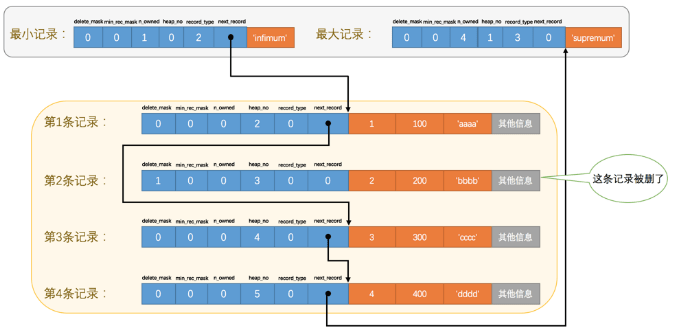 delete_mask min_rec_mask n_owned heap_no record_type next_record
最小记录： 0 0 1 0 2 'infimum'
delete_mask min_rec_mask n_owned heap_no record_type next_record
最大记录： 0 0 4 1 3 0 'supremum'
delete_mask min_rec_mask n_owned heap_no record_type next_record
第1条记录： 0 0 0 2 0 1 100 'aaaa' 其他信息
delete_mask min_rec_mask n_owned heap_no record_type next_record
第2条记录： 1 0 0 3 0 0 2 200 'bbbb' 其他信息
这条记录被删了
delete_mask min_rec_mask n_owned heap_no record_type next_record
第3条记录： 0 0 0 4 0 3 300 'cccc' 其他信息
delete_mask min_rec_mask n_owned heap_no record_type next_record
第4条记录： 0 0 0 5 0 4 400 'dddd' 其他信息